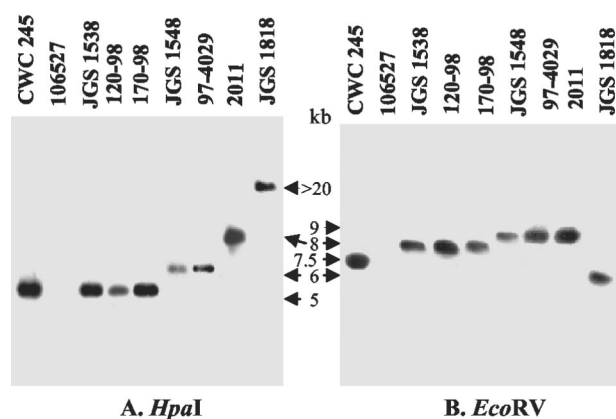 CWC 245
106527
JGS 1538
120-98
170-98
JGS 1548
97-4029
2011
JGS 1818
kb
CWC 245
106527
JGS 1538
120-98
170-98
JGS 1548
97-4029
2011
JGS 1818
>20
9
8
7.5
6
5
A. HpaI
B. EcoRV